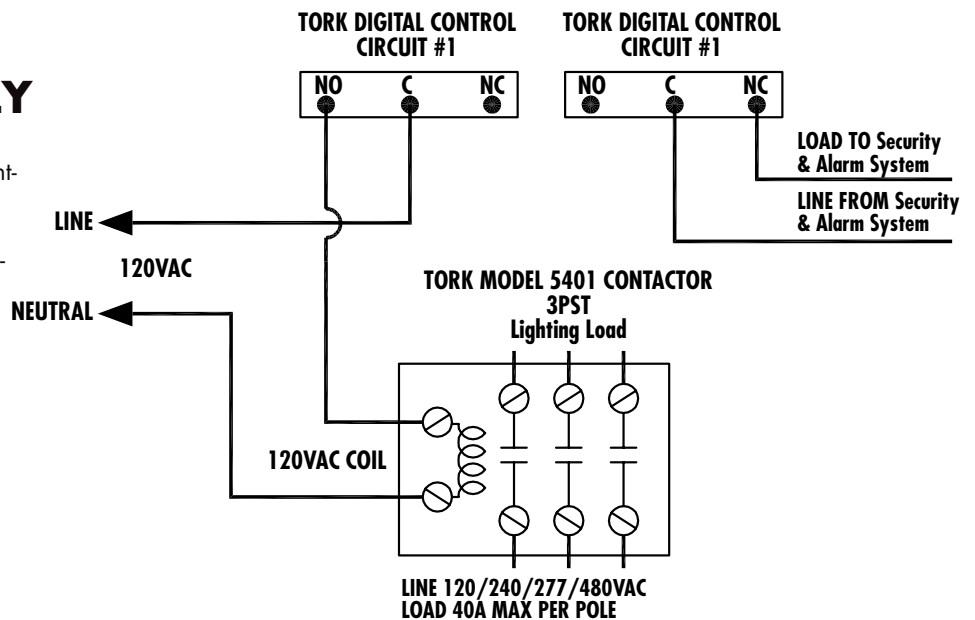 TORK DIGITAL CONTROL
CIRCUIT #1
NO C NC
TORK DIGITAL CONTROL
CIRCUIT #1
NO C NC
LY
nt-
-
LOAD TO Security
& Alarm System
LINE FROM Security
& Alarm System
LINE
120VAC
NEUTRAL
TORK MODEL 5401 CONTACTOR
3PST
Lighting Load
120VAC COIL
LINE 120/240/277/480VAC
LOAD 40A MAX PER POLE